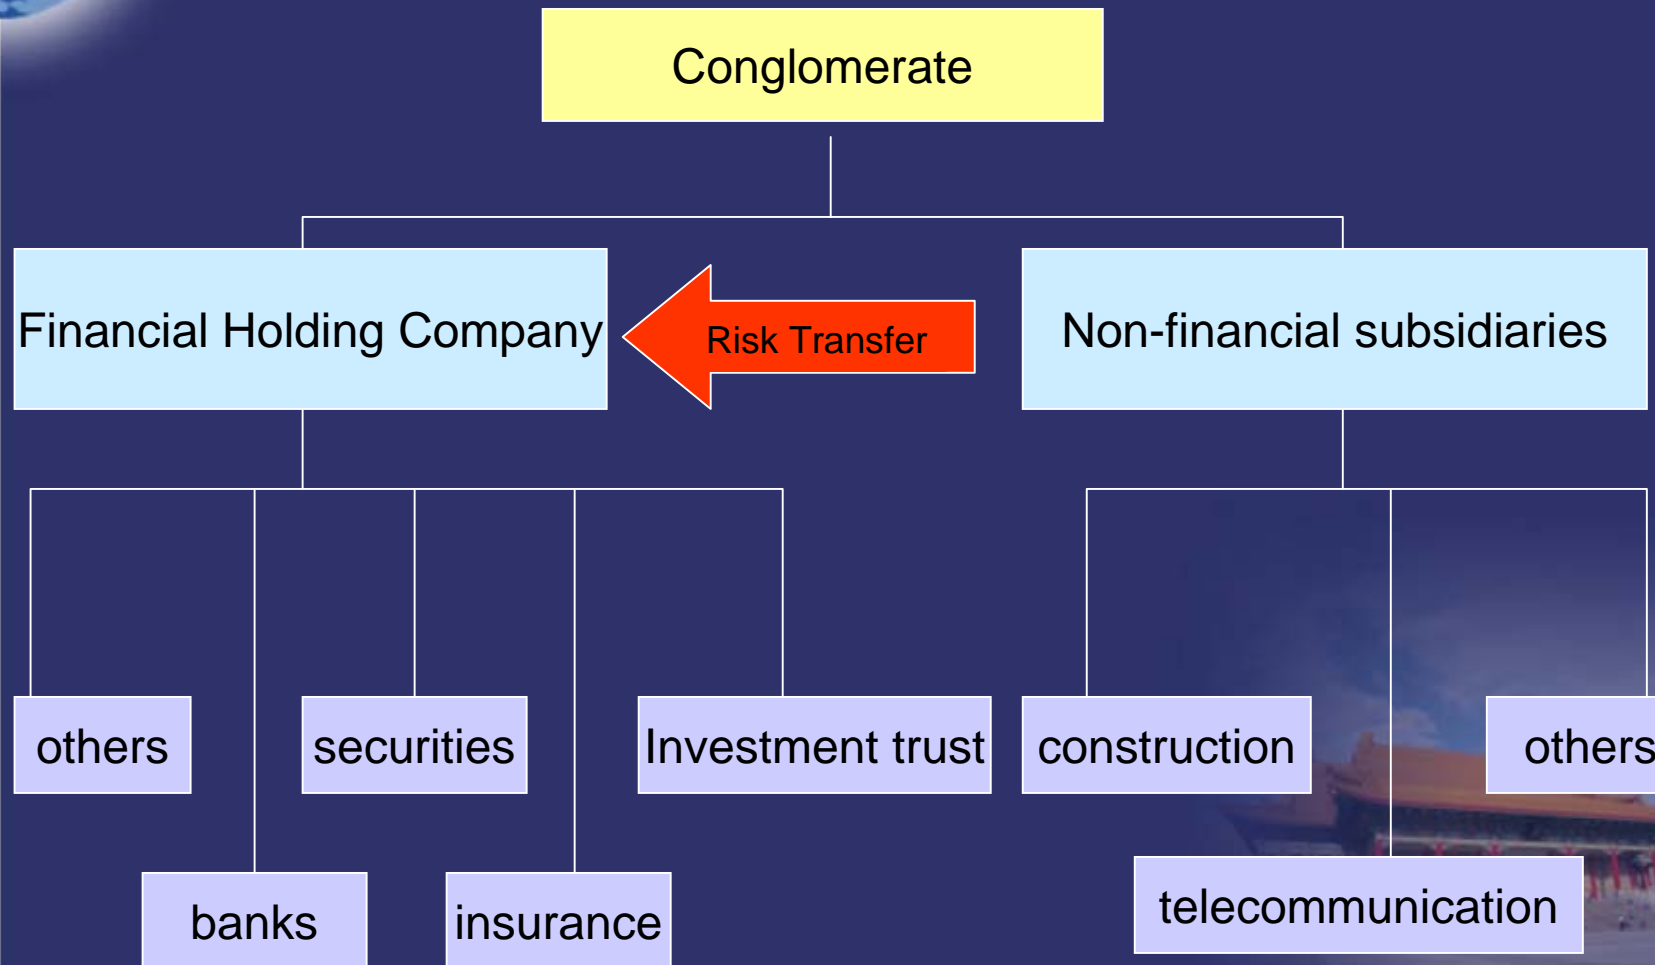 Conglomerate
Financial Holding Company
Risk Transfer
Non-financial subsidiaries
others
securities
Investment trust
construction
others
banks
insurance
telecommunication